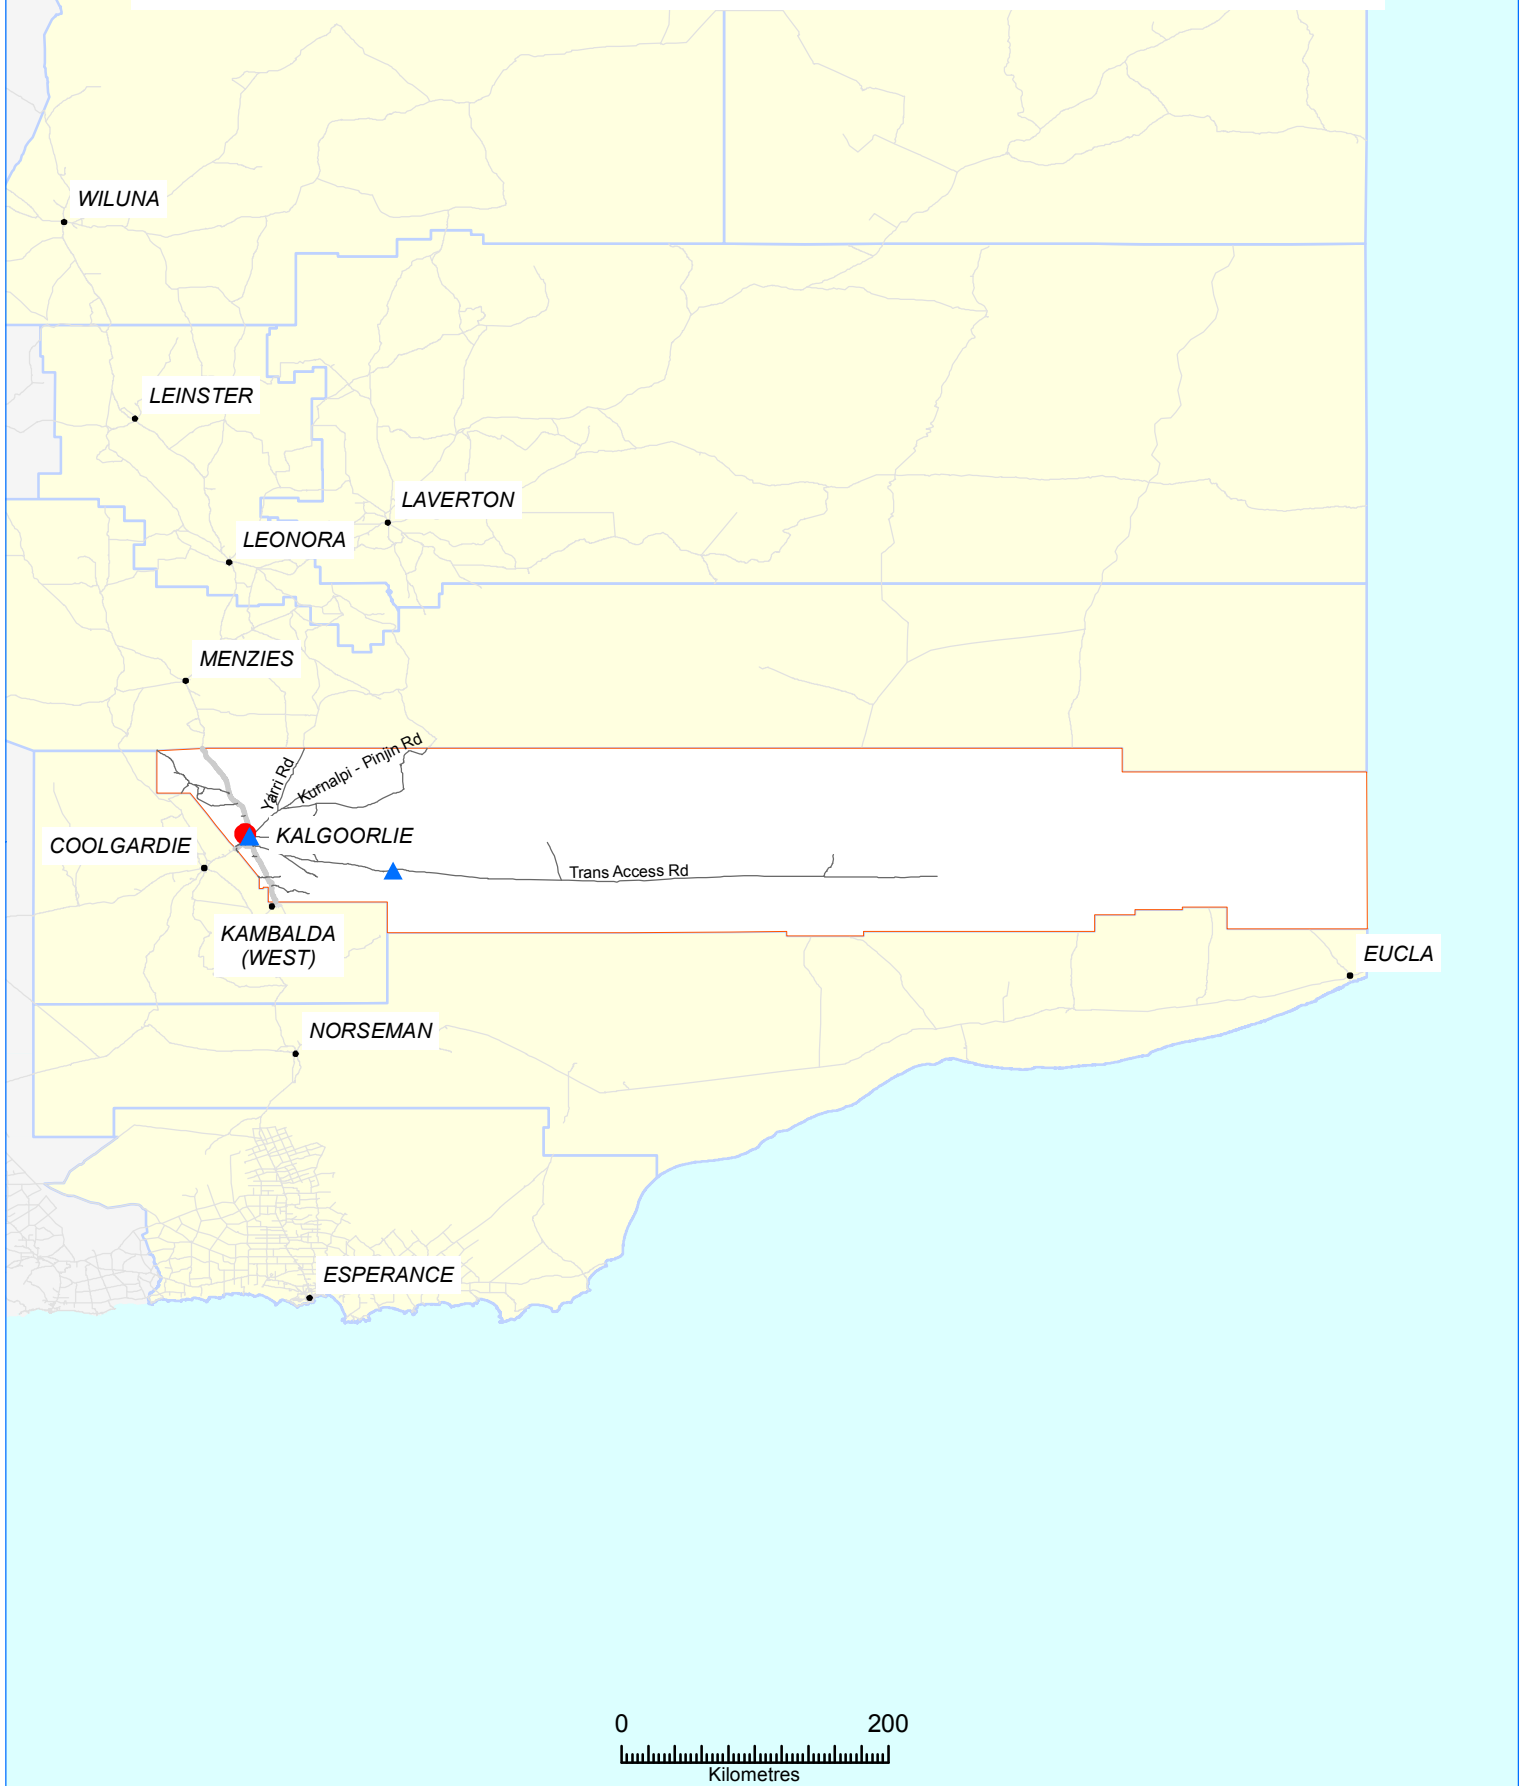 WILUNA
LEINSTER
LAVERTON
LEONORA
MENZIES
Yarri Rd
Kurnalpi - Pinjin Rd
KALGOORLIE
COOLGARDIE
Trans Access Rd
KAMBALDA
(WEST)
EUCLA
NORSEMAN
ESPERANCE
0 200
Kilometres